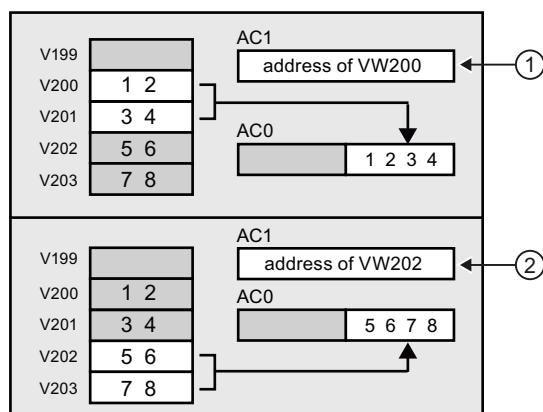 AC1
V199
address of VW200
1
V200
1 2
V201
3 4
AC0
V202
5 6
1 2 3 4
V203
7 8
AC1
V199
address of VW202
2
V200
1 2
AC0
V201
3 4
5 6 7 8
V202
5 6
V203
7 8